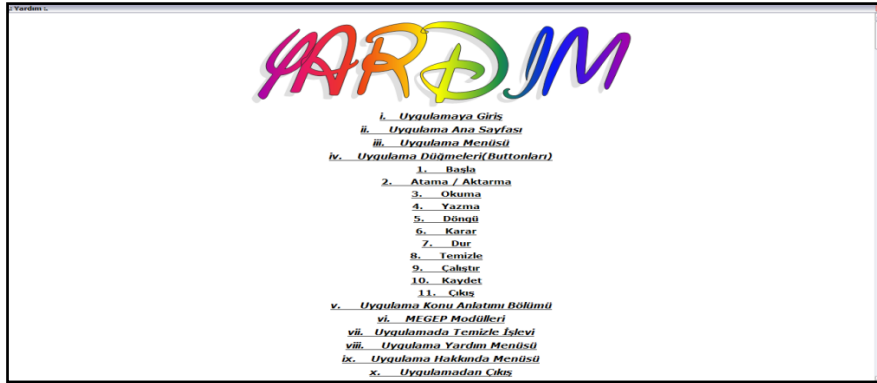 .: Yardım :.
YARDIM
i. Uygulamaya Giriş
ii. Uygulama Ana Sayfası
iii. Uygulama Menüsü
iv. Uygulama Düğmeleri(Buttonları)
1. Başla
2. Atama / Aktarma
3. Okuma
4. Yazma
5. Döngü
6. Karar
7. Dur
8. Temizle
9. Çalıştır
10. Kaydet
11. Çıkış
v. Uygulama Konu Anlatımı Bölümü
vi. MEGEP Modülleri
vii. Uygulamada Temizle İşlevi
viii. Uygulama Yardım Menüsü
ix. Uygulama Hakkında Menüsü
x. Uygulamadan Çıkış